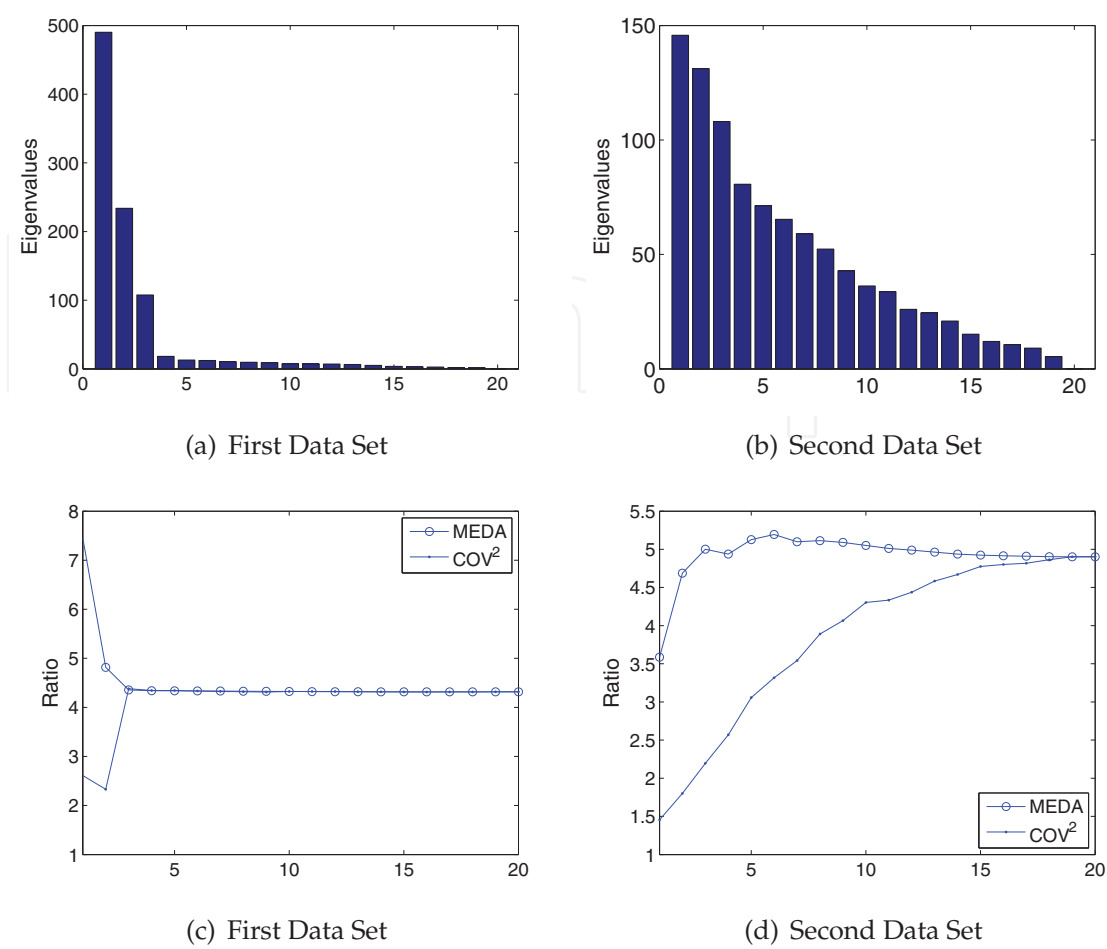 500
400
300
200
100
0
Eigenvalues
0 5 10 15 20
(a) First Data Set
150
100
50
0
Eigenvalues
0 5 10 15 20
(b) Second Data Set
8
7
6
5
4
3
2
1
Ratio
MEDA
COV²
5 10 15 20
(c) First Data Set
5.5
5
4.5
4
3.5
3
2.5
2
1.5
1
Ratio
MEDA
COV²
5 10 15 20
(d) Second Data Set